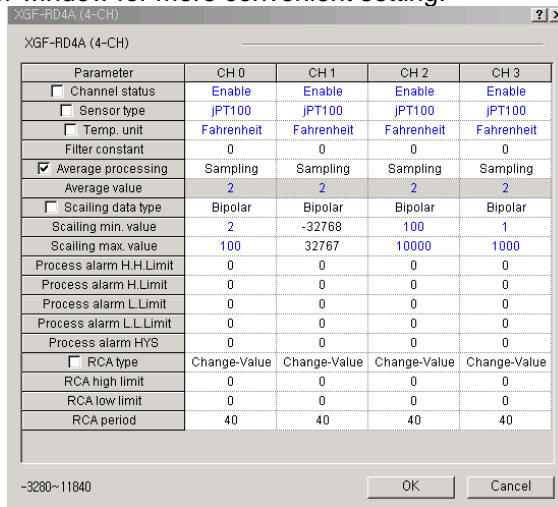 window for more convenient setting.
XGF-RD4A (4-CH)
XGF-RD4A (4-CH)
Parameter CH 0 CH 1 CH 2 CH 3
Channel status Enable Enable Enable Enable
Sensor type jPT100 jPT100 jPT100 jPT100
Temp. unit Fahrenheit Fahrenheit Fahrenheit Fahrenheit
Filter constant 0 0 0 0
Average processing Sampling Sampling Sampling Sampling
Average value 2 2 2 2
Scailing data type Bipolar Bipolar Bipolar Bipolar
Scailing min. value 2 -32768 100 1
Scailing max. value 100 32767 10000 1000
Process alarm H.H.Limit 0 0 0 0
Process alarm H.Limit 0 0 0 0
Process alarm L.Limit 0 0 0 0
Process alarm L.L.Limit 0 0 0 0
Process alarm HYS 0 0 0 0
RCA type Change-Value Change-Value Change-Value Change-Value
RCA high limit 0 0 0 0
RCA low limit 0 0 0 0
RCA period 40 40 40 40
-3280~11840 OK Cancel